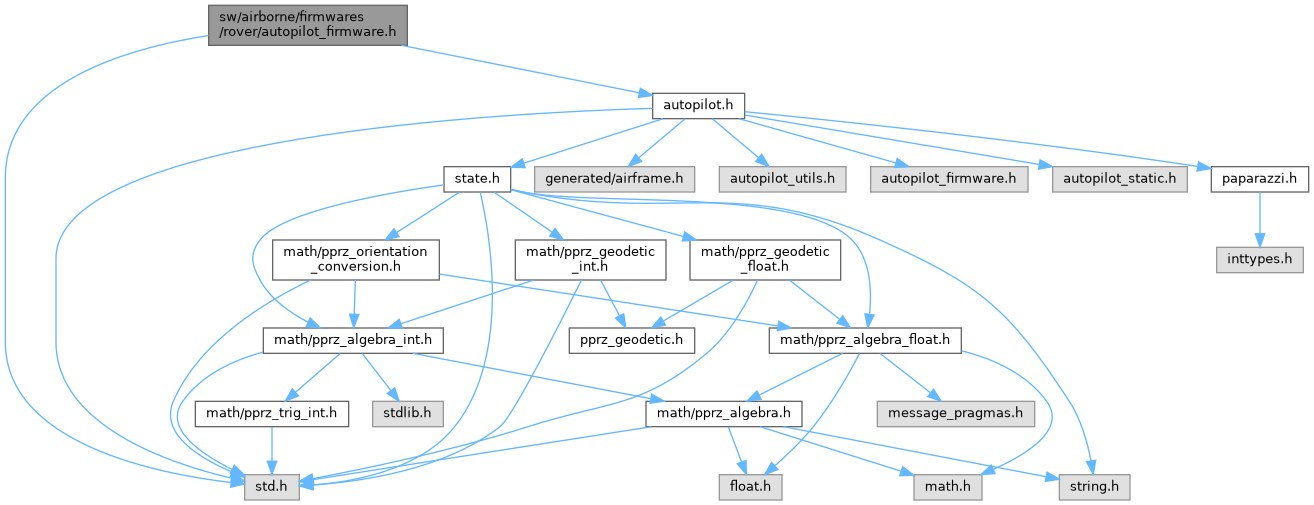 sw/airborne/firmwares
/rover/autopilot_firmware.h
autopilot.h
state.h
generated/airframe.h
autopilot_utils.h
autopilot_firmware.h
autopilot_static.h
paparazzi.h
math/pprz_orientation
_conversion.h
math/pprz_geodetic
_int.h
math/pprz_geodetic
_float.h
inttypes.h
math/pprz_algebra_int.h
pprz_geodetic.h
math/pprz_algebra_float.h
math/pprz_trig_int.h
stdlib.h
math/pprz_algebra.h
message_pragmas.h
std.h
float.h
math.h
string.h